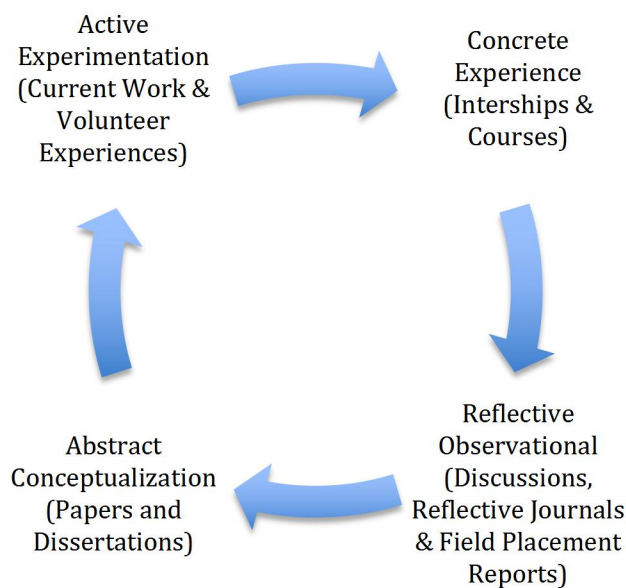 Active
Experimentation
(Current Work &
Volunteer
Experiences)
Concrete
Experience
(Interships &
Courses)
Reflective
Observational
(Discussions,
Reflective Journals
& Field Placement
Reports)
Abstract
Conceptualization
(Papers and
Dissertations)